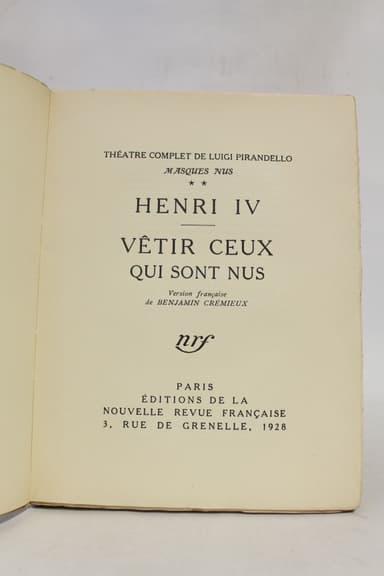 THÉATRE COMPLET DE LUIGI PIRANDELLO
MASQUES NUS
★ ★
HENRI IV
VÊTIR CEUX
QUI SONT NUS
Version française
de BENJAMIN CRÉMIEUX
nrf
PARIS
ÉDITIONS DE LA
NOUVELLE REVUE FRANÇAISE
3, RUE DE GRENELLE, 1928